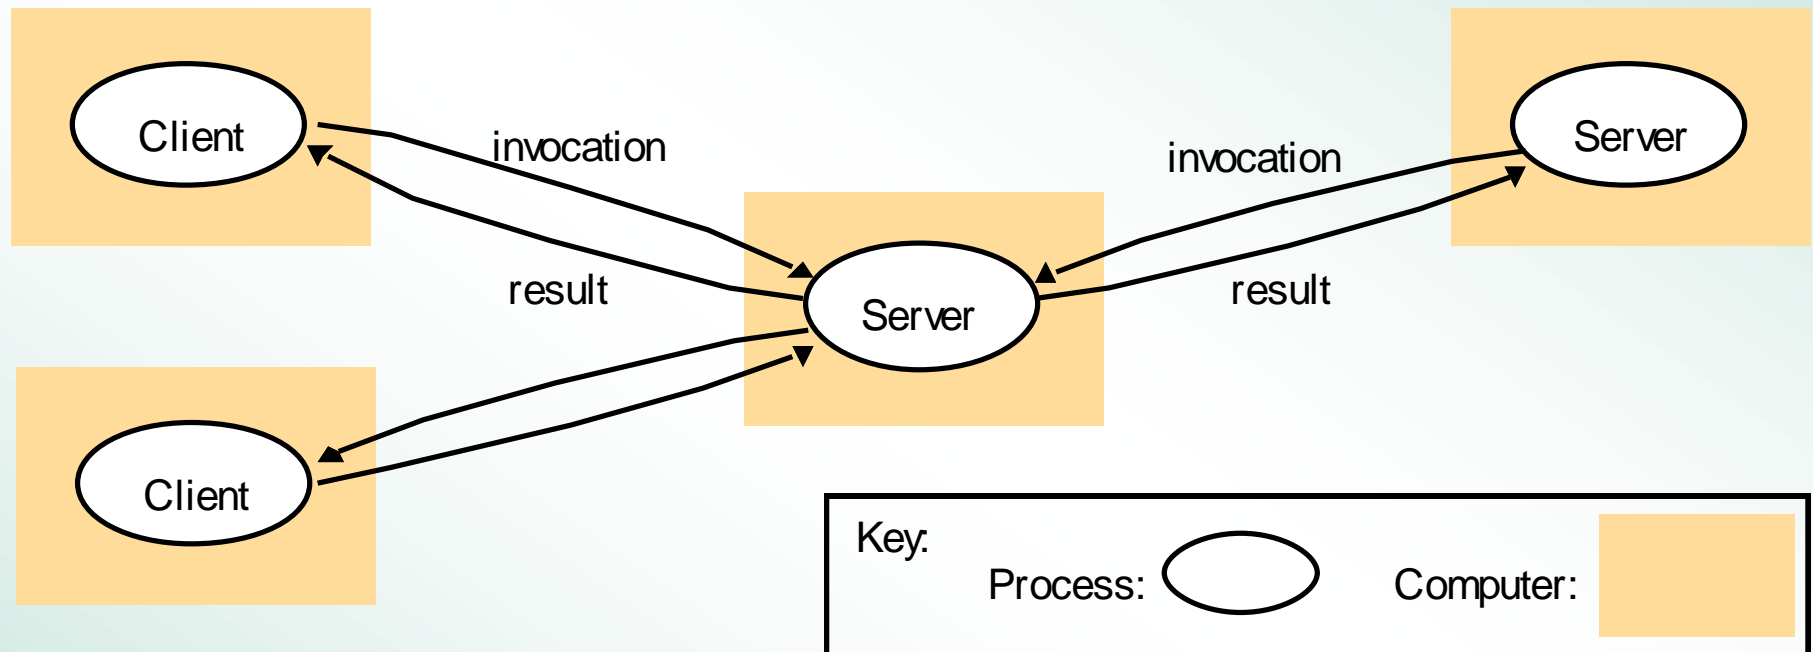 Client
invocation
result
Server
invocation
result
Server
Client
Key:
Process:
Computer: